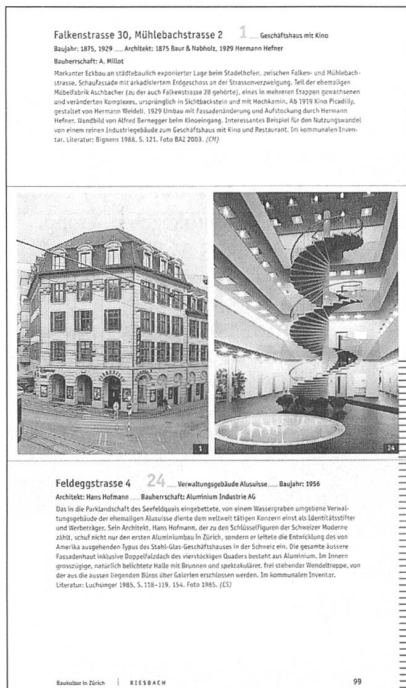 Falkenstrasse 30, Mühlebachstrasse 2 1 Geschäftshaus mit Kino
Baujahr: 1875, 1929 Architekt: 1875 Baur & Nabholz, 1929 Hermann Hefner
Bauherrschaft: A. Millot
Markanter Eckbau an städtebaulich exponierter Lage beim Stadelhofen, zwischen Falken- und Mühlebach-
strasse. Schaufassade mit arkadisiertem Erdgeschoss an der Strassenverzweigung. Teil der ehemaligen
Möbelfabrik Aschbacher (zu der auch Falkenstrasse 28 gehörte), eines in mehreren Etappen gewachsenen
und veränderten Komplexes, ursprünglich in Sichtbackstein und mit Hochkamin. Ab 1919 Kino Picadilly,
gestaltet von Hermann Weideli. 1929 Umbau mit Fassadenänderung und Aufstockung durch Hermann
Hefner. Wandbild von Alfred Bernegger beim Kinoeingang. Interessantes Beispiel für den Nutzungswandel
von einem reinen Industriegebäude zum Geschäftshaus mit Kino und Restaurant. Im kommunalen Inven-
tar. Literatur: Bignens 1988, S. 121. Foto BAZ 2003. (CM)
1
24
Feldeggstrasse 4 24 Verwaltungsgebäude Alusuisse Baujahr: 1956
Architekt: Hans Hofmann Bauherrschaft: Aluminium Industrie AG
Das in die Parklandschaft des Seefeldquais eingebettete, von einem Wassergraben umgebene Verwal-
tungsgebäude der ehemaligen Alusuisse diente dem weltweit tätigen Konzern einst als Identitätsstifter
und Werbeträger. Sein Architekt, Hans Hofmann, der zu den Schlüsselfiguren der Schweizer Moderne
zählt, schuf nicht nur den ersten Aluminiumbau in Zürich, sondern er leitete die Entwicklung des von
Amerika ausgehenden Typus des Stahl-Glas-Geschäftshauses in der Schweiz ein. Die gesamte äussere
Fassadenhaut inklusive Doppelfalzdach des vierstöckigen Quaders besteht aus Aluminium. Im Innern
grosszügige, natürlich belichtete Halle mit Brunnen und spektakulärer, frei stehender Wendeltreppe, von
der aus die aussen liegenden Büros über Galerien erschlossen werden. Im kommunalen Inventar.
Literatur: Luchsinger 1985, S. 118–119, 154. Foto 1985. (CS)
Baukultur in Zürich | RIESBACH 99